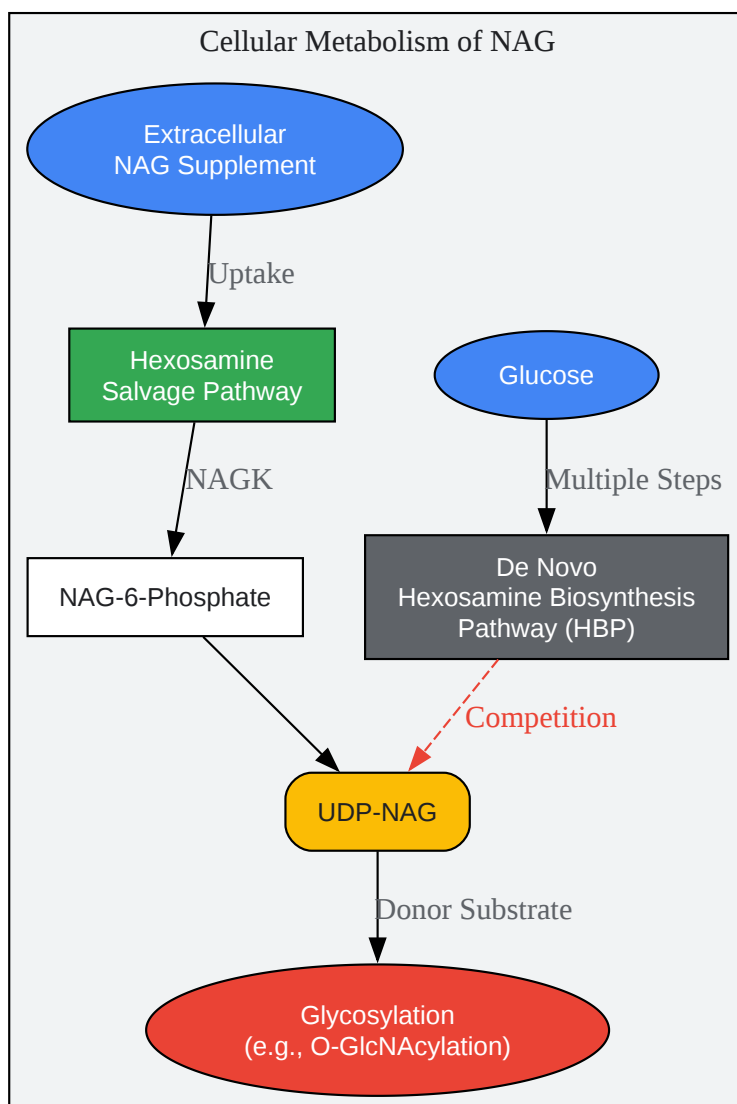 Cellular Metabolism of NAG
Extracellular
NAG Supplement
Uptake
Hexosamine
Salvage Pathway
Glucose
NAGK
Multiple Steps
NAG-6-Phosphate
De Novo
Hexosamine Biosynthesis
Pathway (HBP)
Competition
UDP-NAG
Donor Substrate
Glycosylation
(e.g., O-GlcNAcylation)